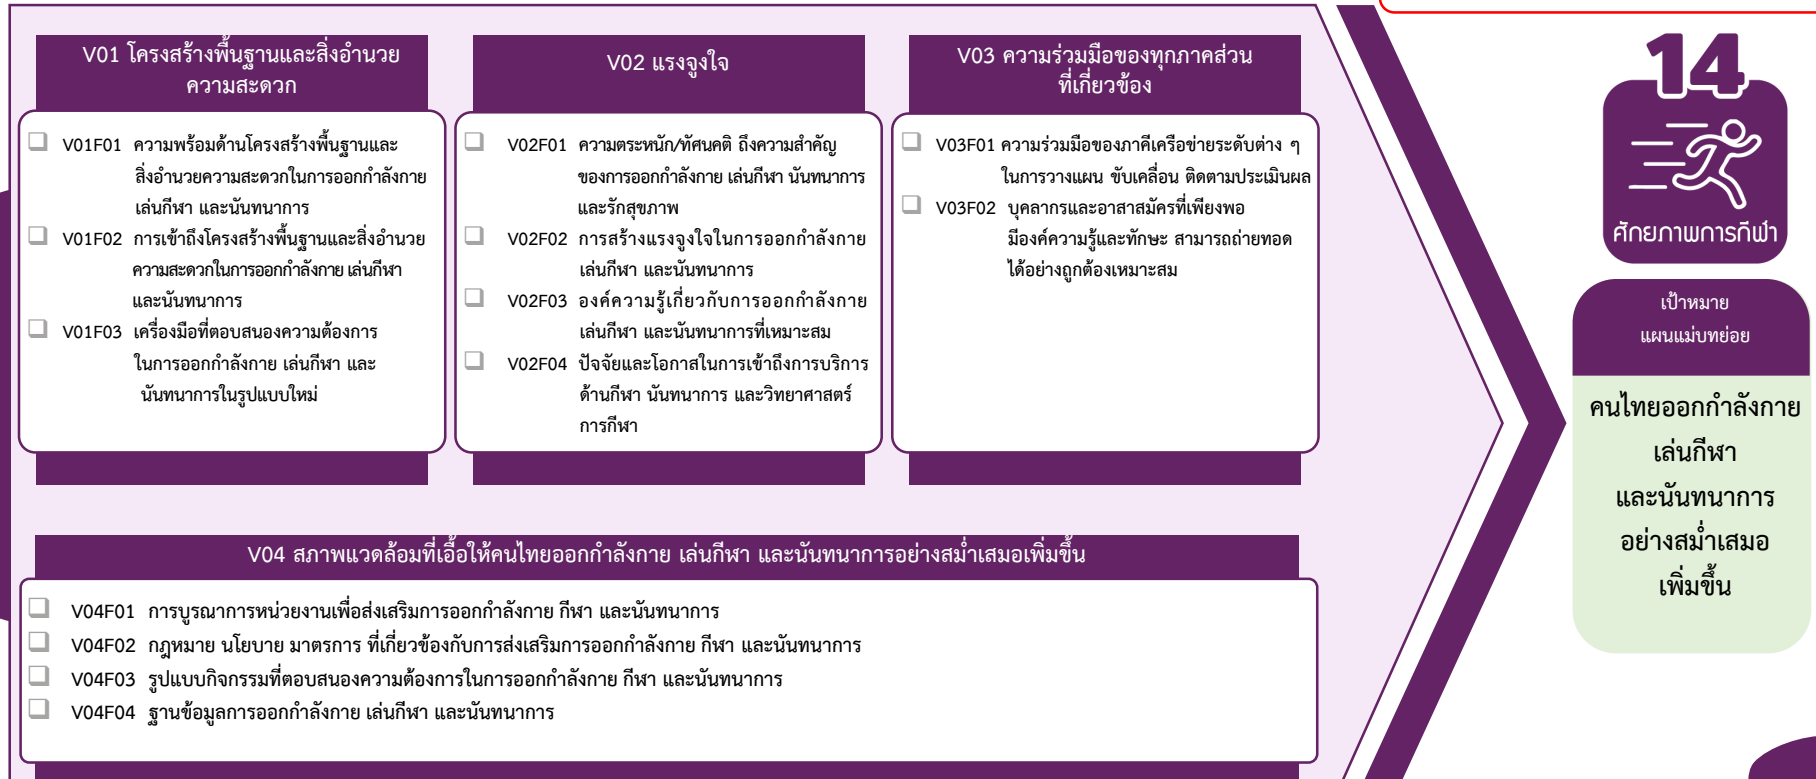 V01 โครงสร้างพื้นฐานและสิ่งอำนวย
ความสะดวก
V01F01 ความพร้อมด้านโครงสร้างพื้นฐานและ
สิ่งอำนวยความสะดวกในการออกกำลังกาย
เล่นกีฬา และนันทนาการ
V01F02 การเข้าถึงโครงสร้างพื้นฐานและสิ่งอำนวย
ความสะดวกในการออกกำลังกาย เล่นกีฬา
และนันทนาการ
V01F03 เครื่องมือที่ตอบสนองความต้องการ
ในการออกกำลังกาย เล่นกีฬา และ
นันทนาการในรูปแบบใหม่
V02 แรงจูงใจ
V02F01 ความตระหนัก/ทัศนคติ ถึงความสำคัญ
ของการออกกำลังกาย เล่นกีฬา นันทนาการ
และรักสุขภาพ
V02F02 การสร้างแรงจูงใจในการออกกำลังกาย
เล่นกีฬา และนันทนาการ
V02F03 องค์ความรู้เกี่ยวกับการออกกำลังกาย
เล่นกีฬา และนันทนาการที่เหมาะสม
V02F04 ปัจจัยและโอกาสในการเข้าถึงการบริการ
ด้านกีฬา นันทนาการ และวิทยาศาสตร์
การกีฬา
V03 ความร่วมมือของทุกภาคส่วน
ที่เกี่ยวข้อง
V03F01 ความร่วมมือของภาคีเครือข่ายระดับต่าง ๆ
ในการวางแผน ขับเคลื่อน ติดตามประเมินผล
V03F02 บุคลากรและอาสาสมัครที่เพียงพอ
มีองค์ความรู้และทักษะ สามารถถ่ายทอด
ได้อย่างถูกต้องเหมาะสม
V04 สภาพแวดล้อมที่เอื้อให้คนไทยออกกำลังกาย เล่นกีฬา และนันทนาการอย่างสม่ำเสมอเพิ่มขึ้น
V04F01 การบูรณาการหน่วยงานเพื่อส่งเสริมการออกกำลังกาย กีฬา และนันทนาการ
V04F02 กฎหมาย นโยบาย มาตรการ ที่เกี่ยวข้องกับการส่งเสริมการออกกำลังกาย กีฬา และนันทนาการ
V04F03 รูปแบบกิจกรรมที่ตอบสนองความต้องการในการออกกำลังกาย กีฬา และนันทนาการ
V04F04 ฐานข้อมูลการออกกำลังกาย เล่นกีฬา และนันทนาการ
14
ศักยภาพการกีฬา
เป้าหมาย
แผนแม่บทย่อย
คนไทยออกกำลังกาย
เล่นกีฬา
และนันทนาการ
อย่างสม่ำเสมอ
เพิ่มขึ้น